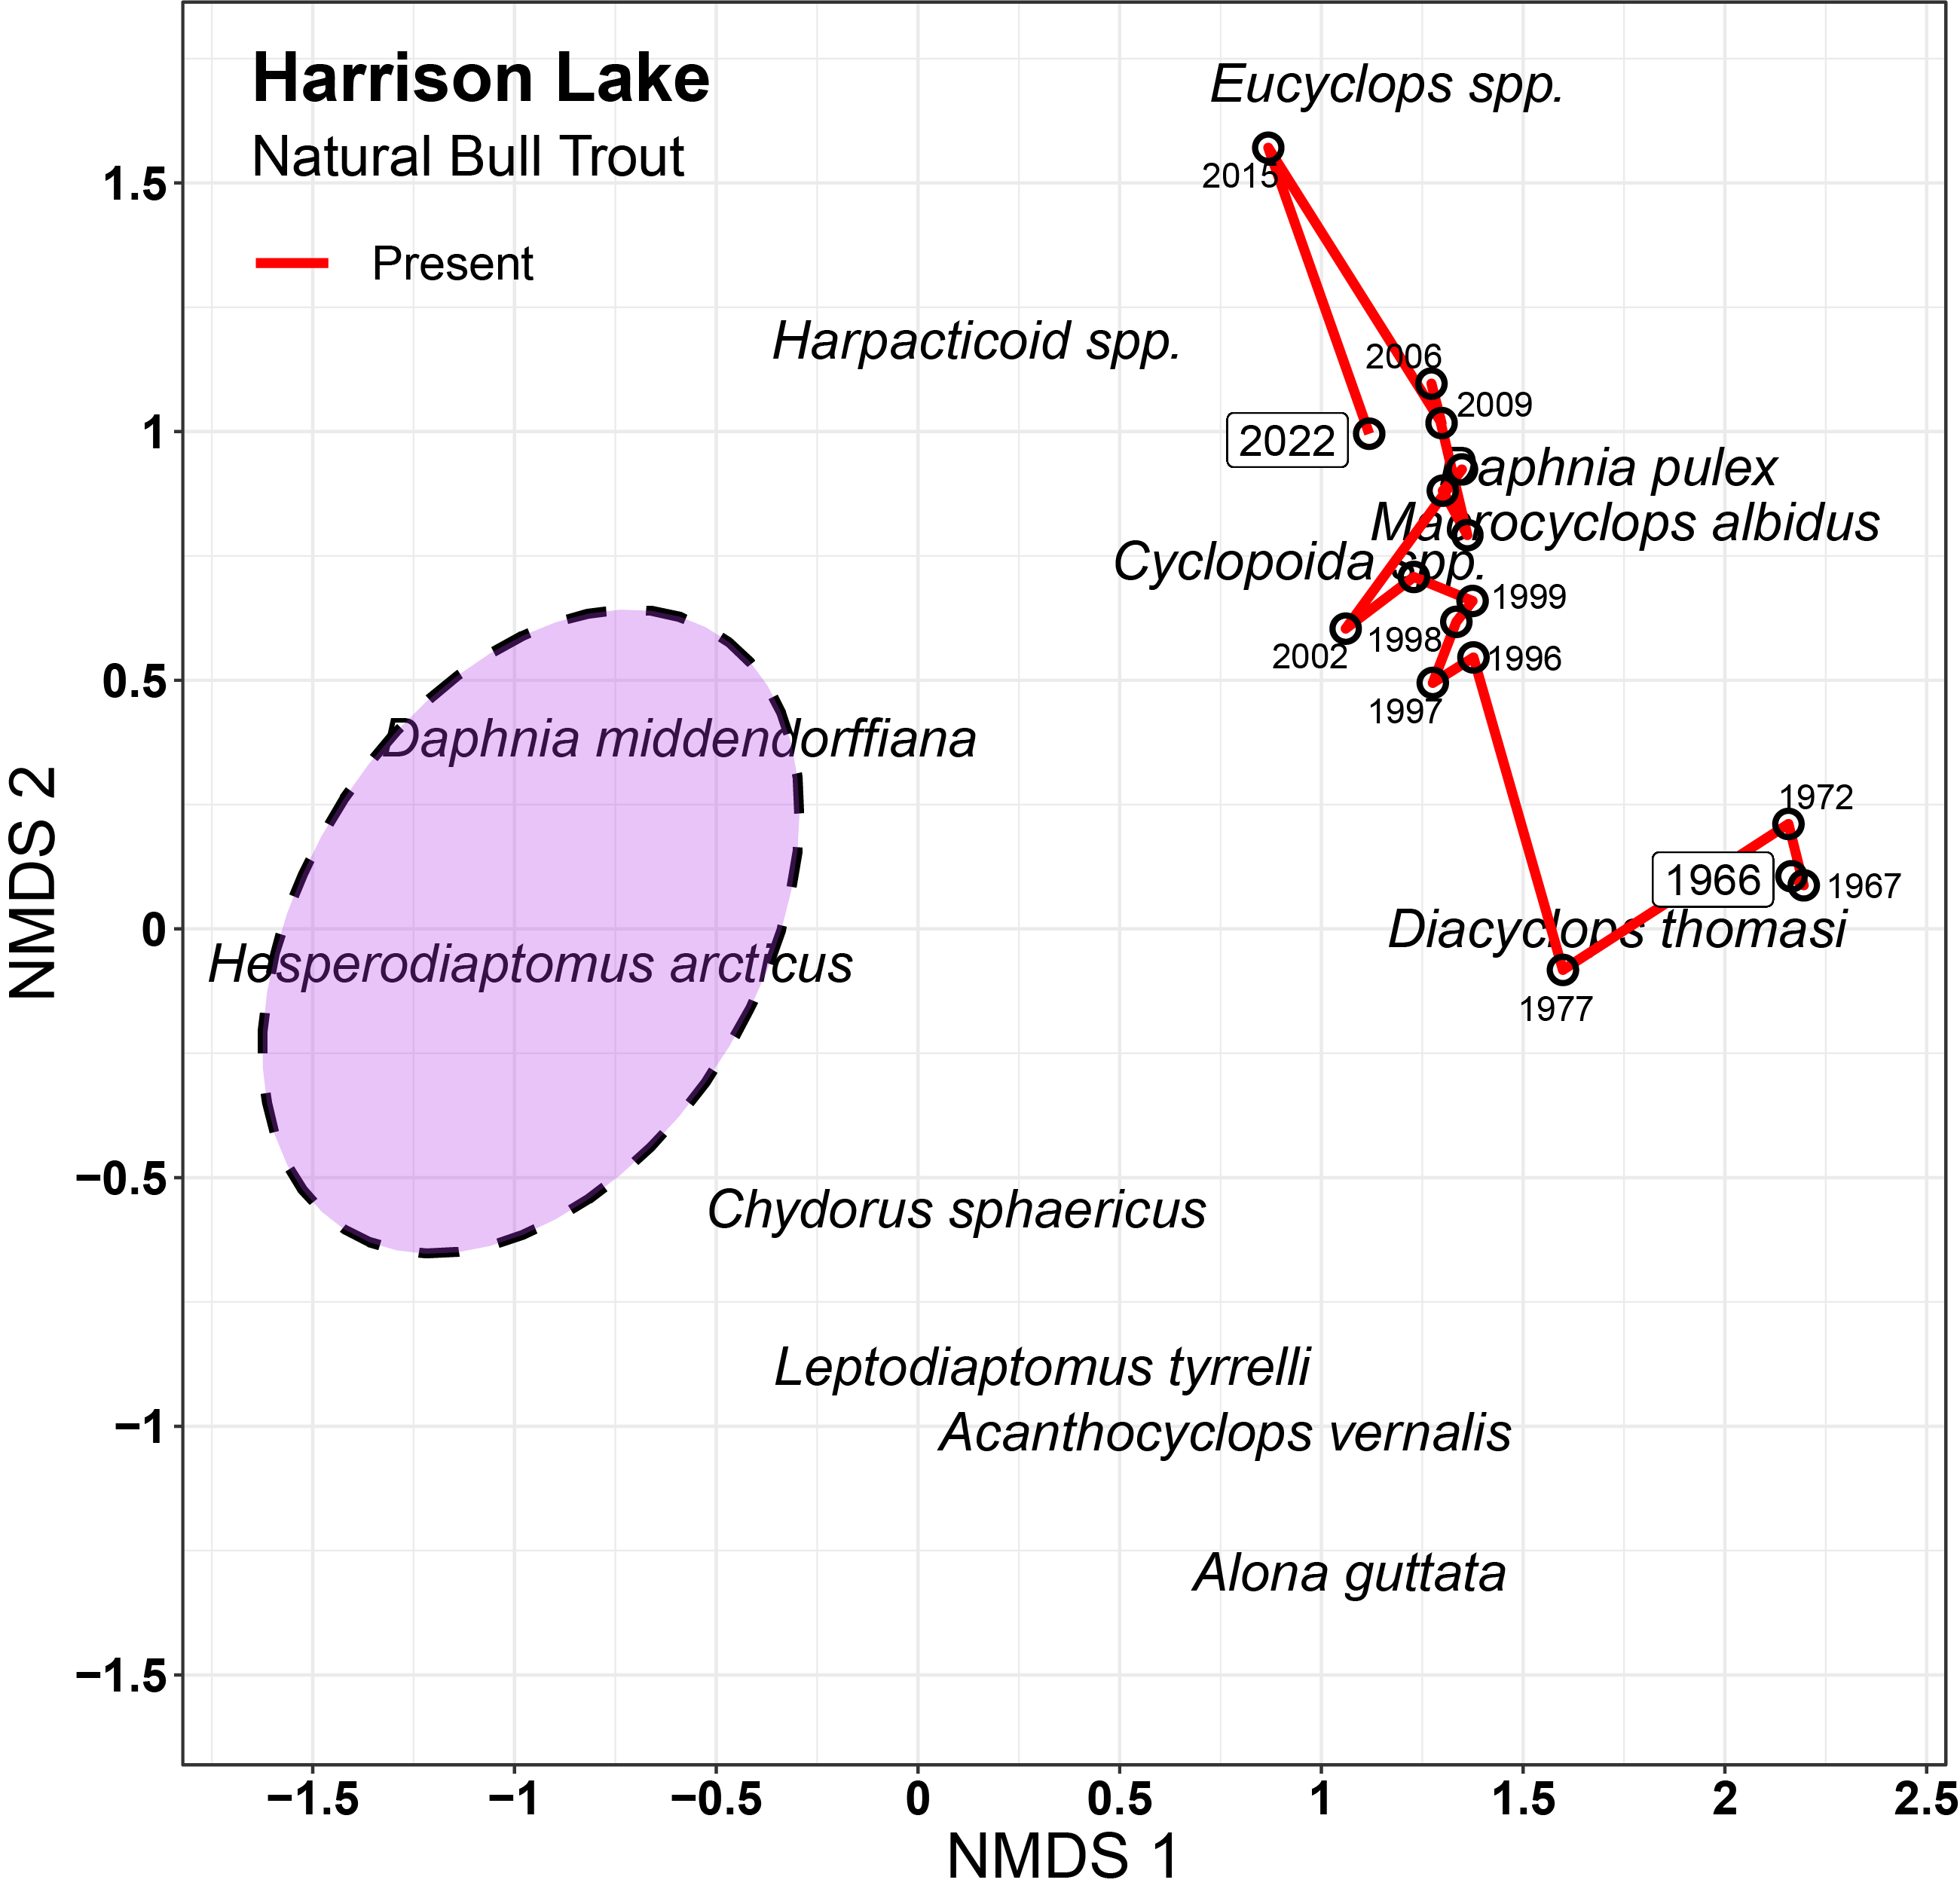 Harrison Lake
Natural Bull Trout
Present
Eucyclops spp.
2015
Harpacticoid spp.
2006
2009
2022
Daphnia pulex
Macrocyclops albidus
Cyclopoida spp.
1999
2002
1998
1996
1997
Daphnia middendorffiana
1972
1966
1967
Diacyclops thomasi
Hesperodiaptomus arcticus
1977
Chydorus sphaericus
Leptodiaptomus tyrrelli
Acanthocyclops vernalis
Alona guttata
1.5
1
0.5
0
−0.5
−1
−1.5
NMDS 2
−1.5 −1 −0.5 0 0.5 1 1.5 2 2.5
NMDS 1